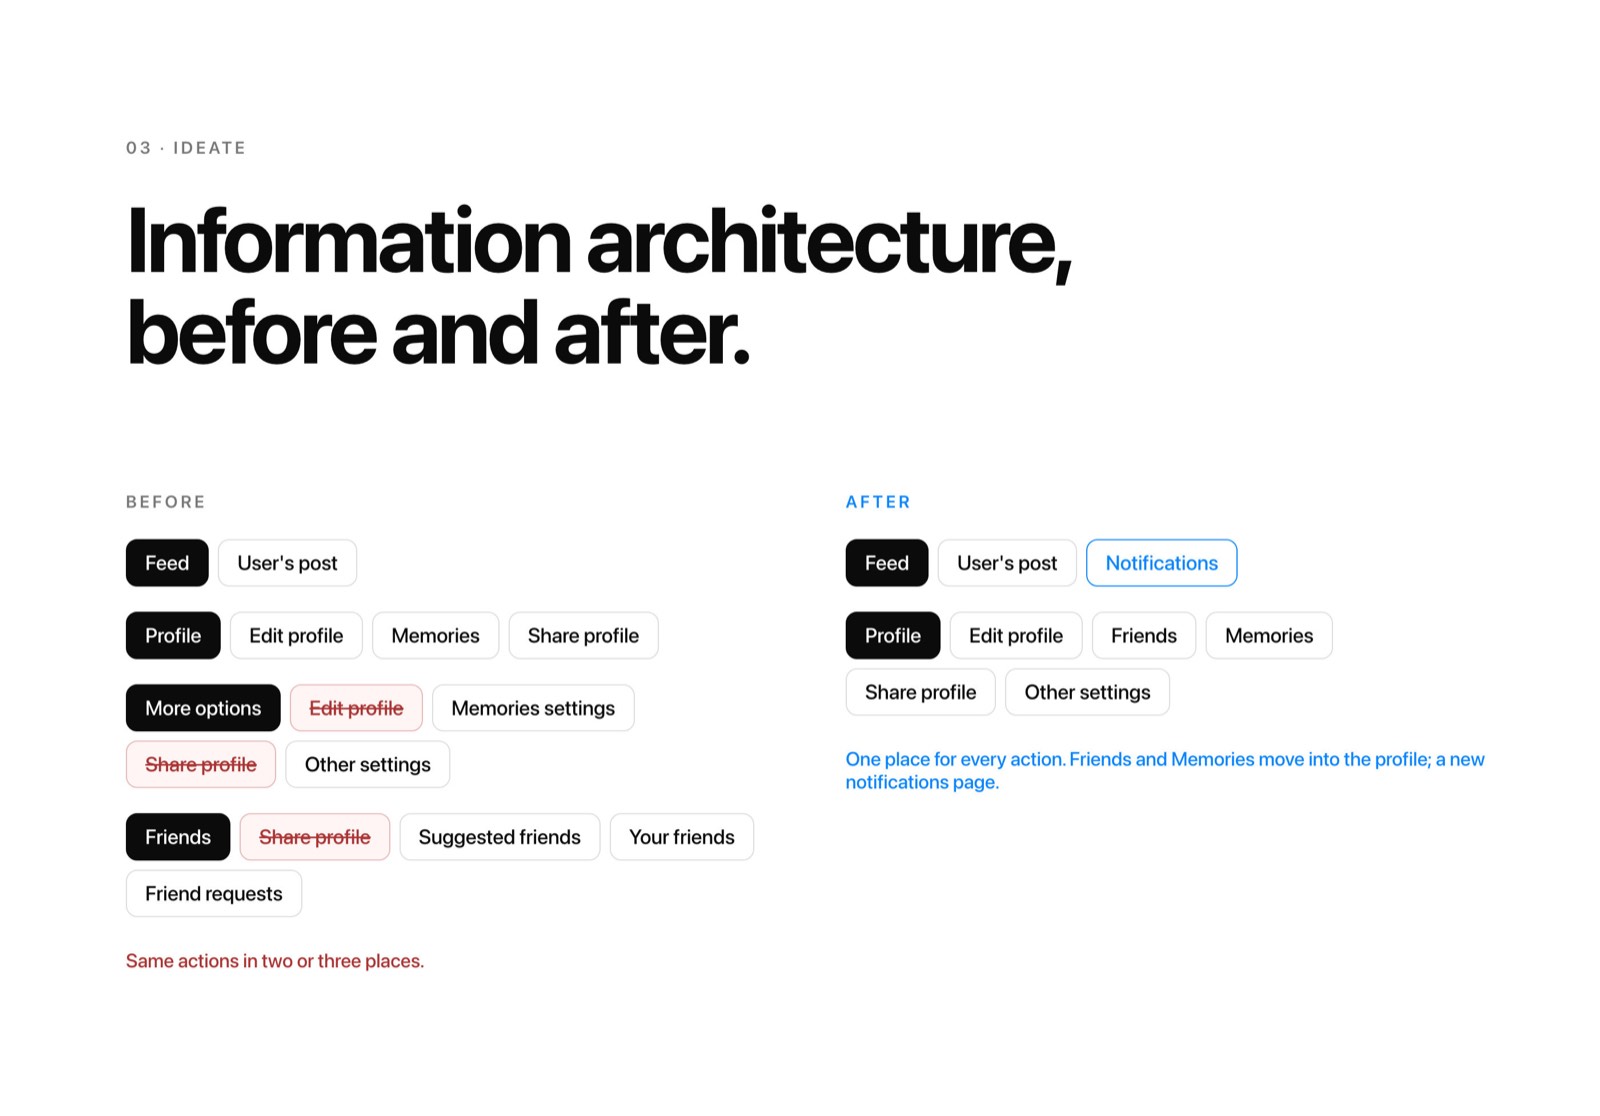 03 · IDEATE
Information architecture,
before and after.
BEFORE
Feed User's post
Profile Edit profile Memories Share profile
More options Edit profile Memories settings
Share profile Other settings
Friends Share profile Suggested friends Your friends
Friend requests
Same actions in two or three places.
AFTER
Feed User's post Notifications
Profile Edit profile Friends Memories
Share profile Other settings
One place for every action. Friends and Memories move into the profile; a new
notifications page.